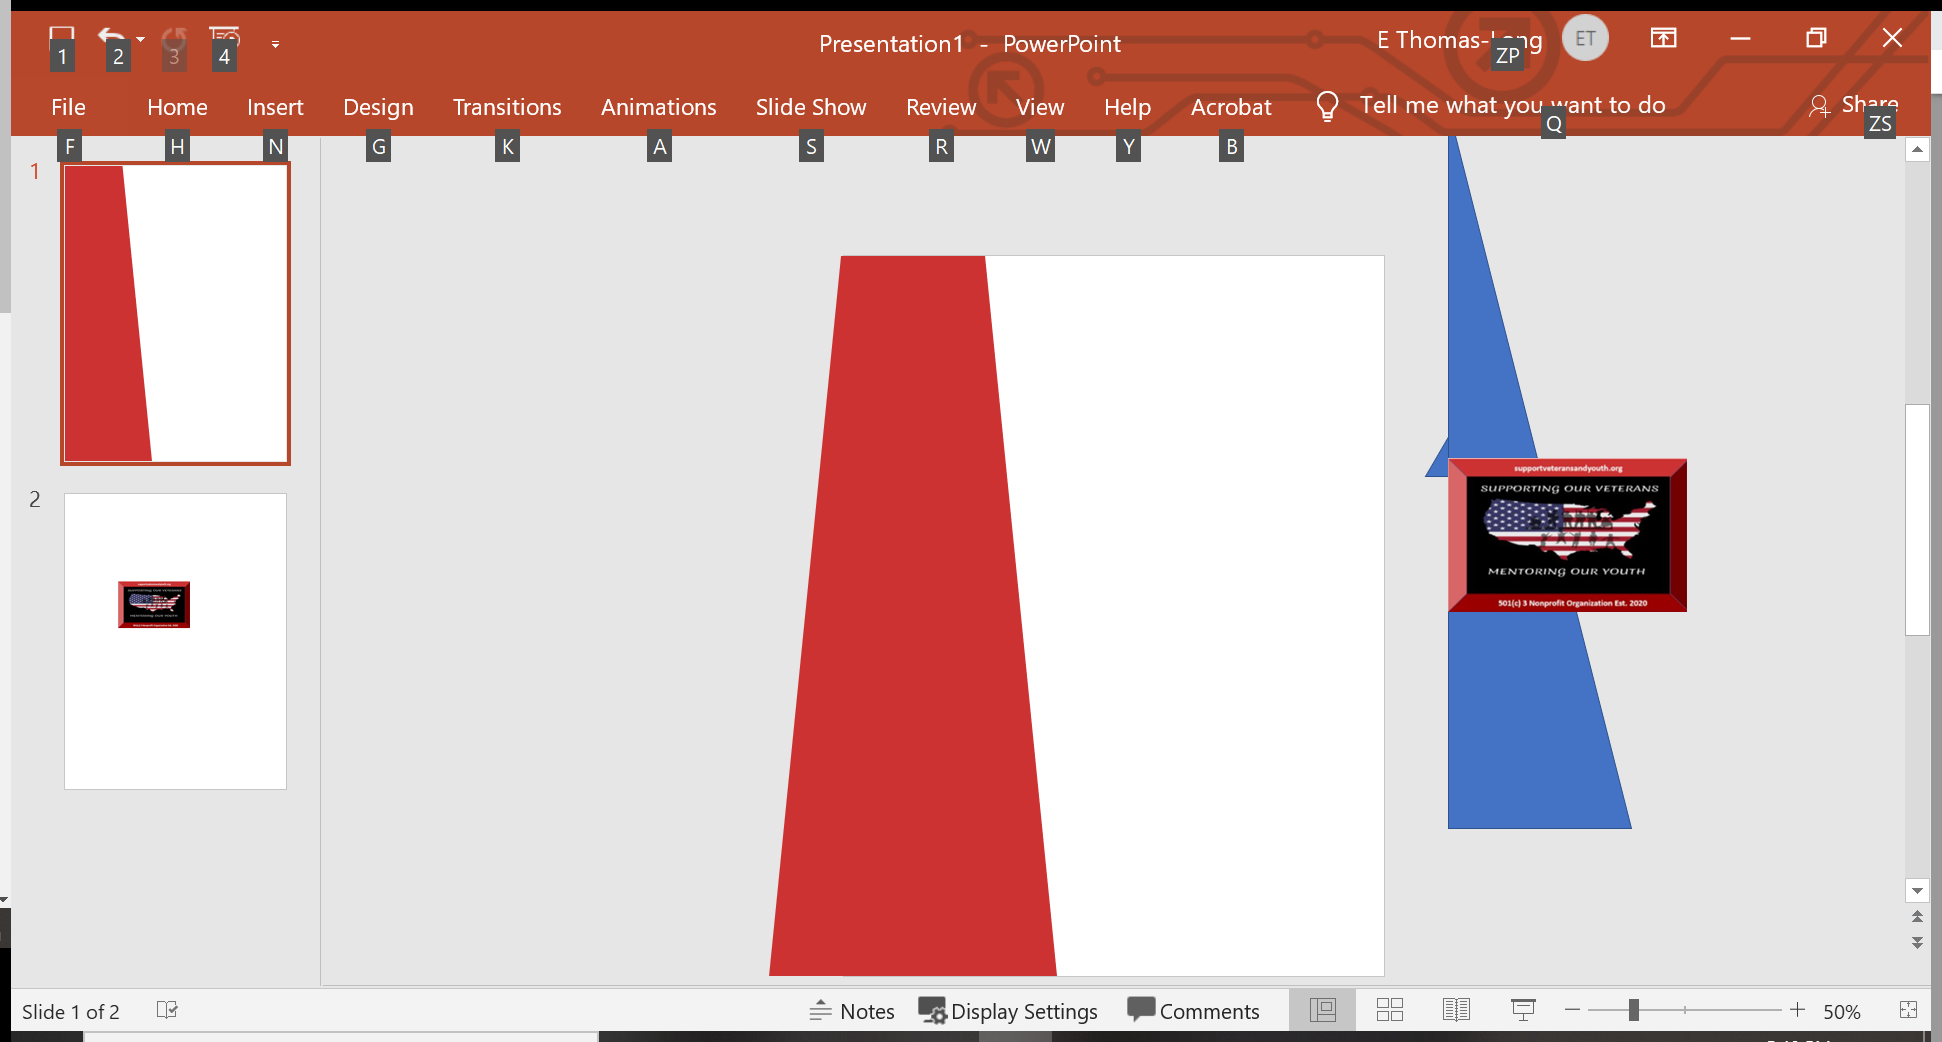 1 2 3 4
Presentation1 - PowerPoint
E Thomas-Long
ZP
ET
File Home Insert Design Transitions Animations Slide Show Review View Help Acrobat
Tell me what you want to do
Share
F H N G K A S R W Y B Q ZS
1
2
supportveteransandyouth.org
SUPPORTING OUR VETERANS
MENTORING OUR YOUTH
501(c) 3 Nonprofit Organization Est. 2020
Slide 1 of 2
Notes
Display Settings
Comments
50%